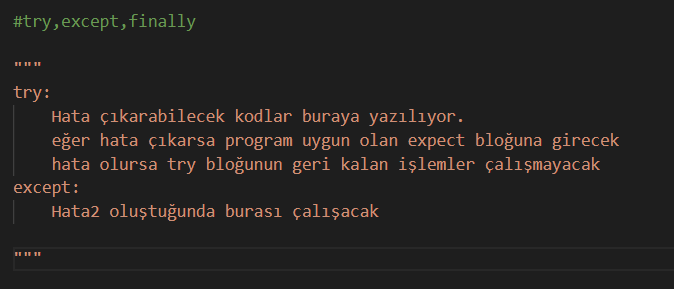 #try,except,finally
"""
try:
Hata çıkarabilecek kodlar buraya yazılıyor.
eğer hata çıkarsa program uygun olan expect bloğuna girecek
hata olursa try bloğunun geri kalan işlemler çalışmayacak
except:
Hata2 oluştuğunda burası çalışacak
"""